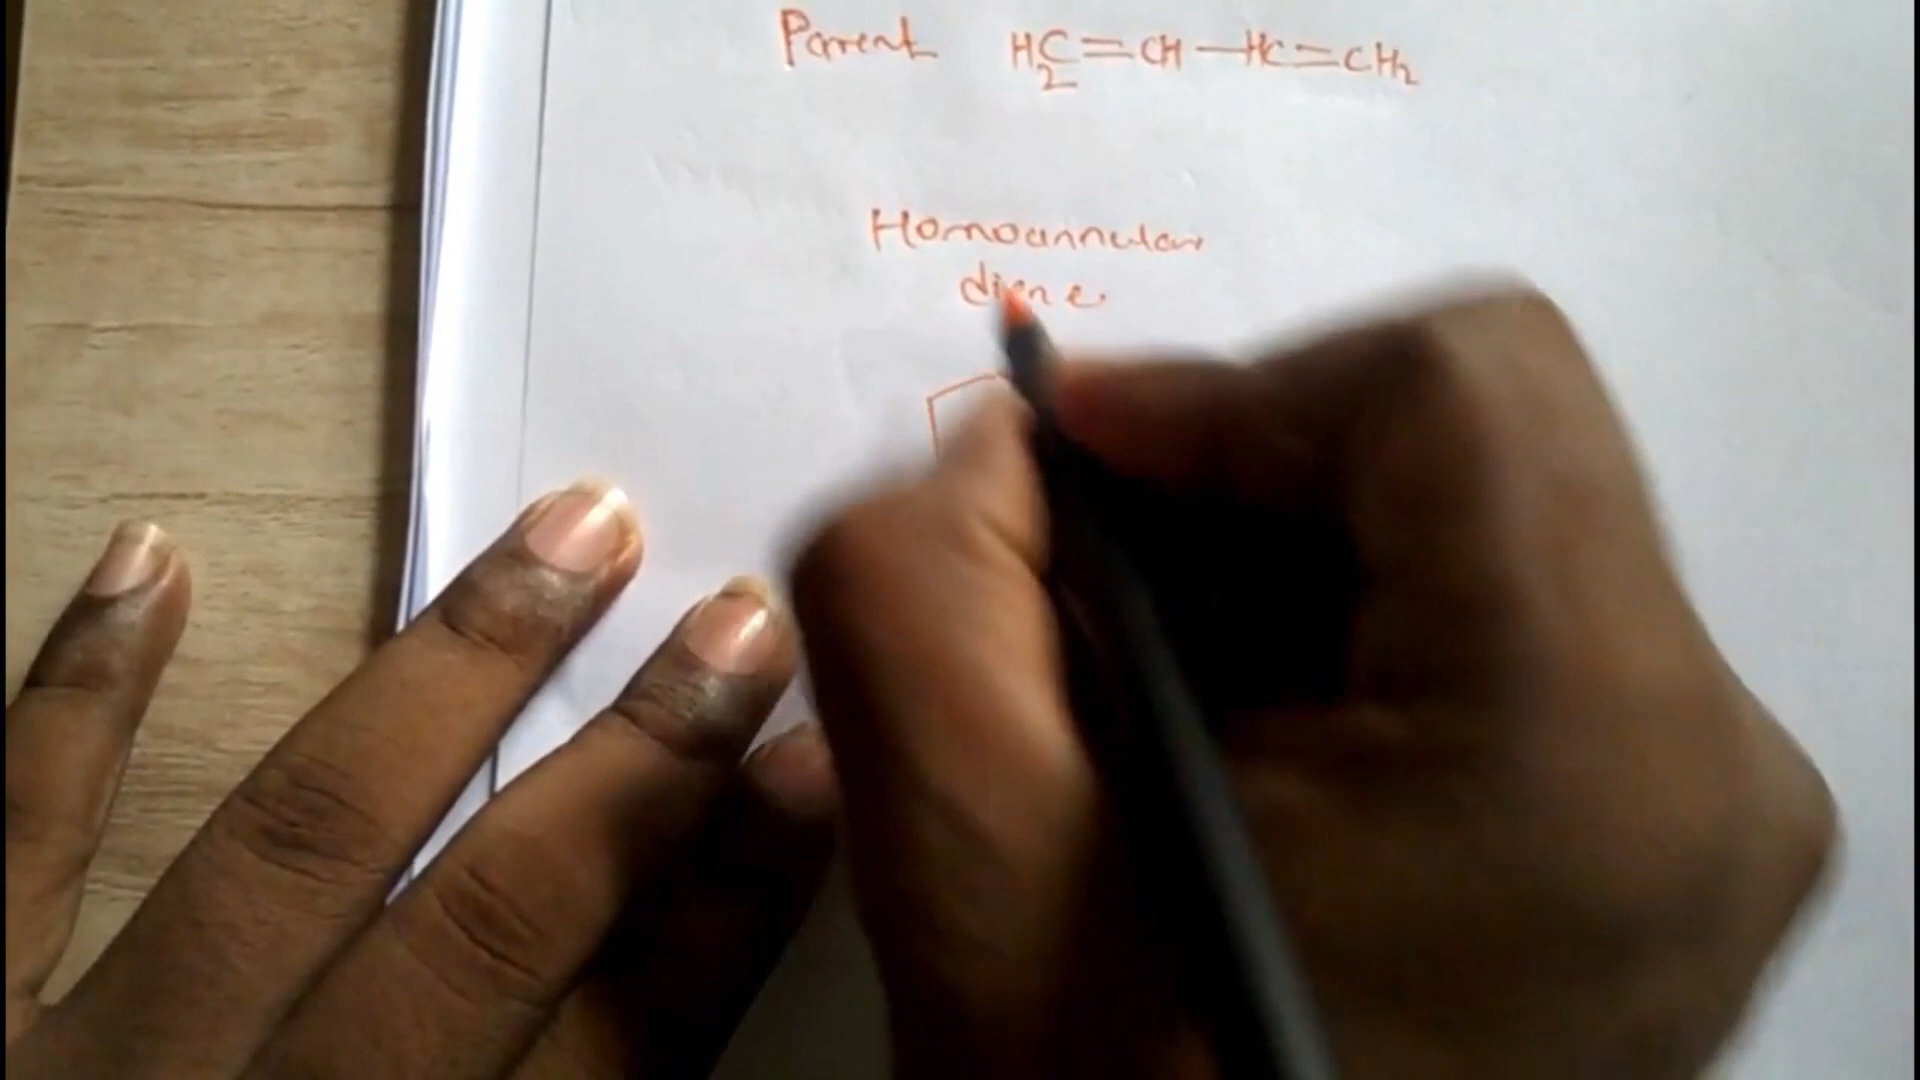 Parent H₂C=CH-HC=CH₂
Homoannular
diene